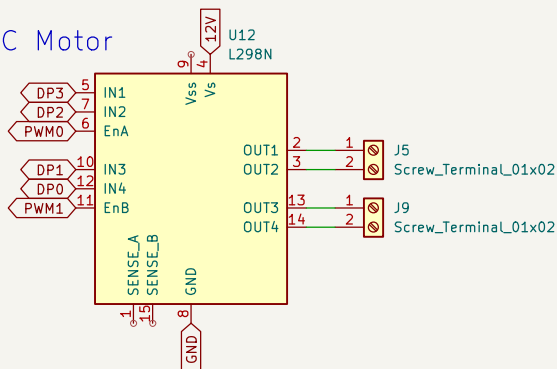 C Motor
12V
U12
L298N
9
4
Vss
Vs
DP3 5 IN1
DP2 7 IN2
PWM0 6 EnA
DP1 10 IN3
DP0 12 IN4
PWM1 11 EnB
OUT1 2 1 J5
OUT2 3 2 Screw_Terminal_01x02
OUT3 13 1 J9
OUT4 14 2 Screw_Terminal_01x02
SENSE_A
SENSE_B
GND
1
15
8
GND